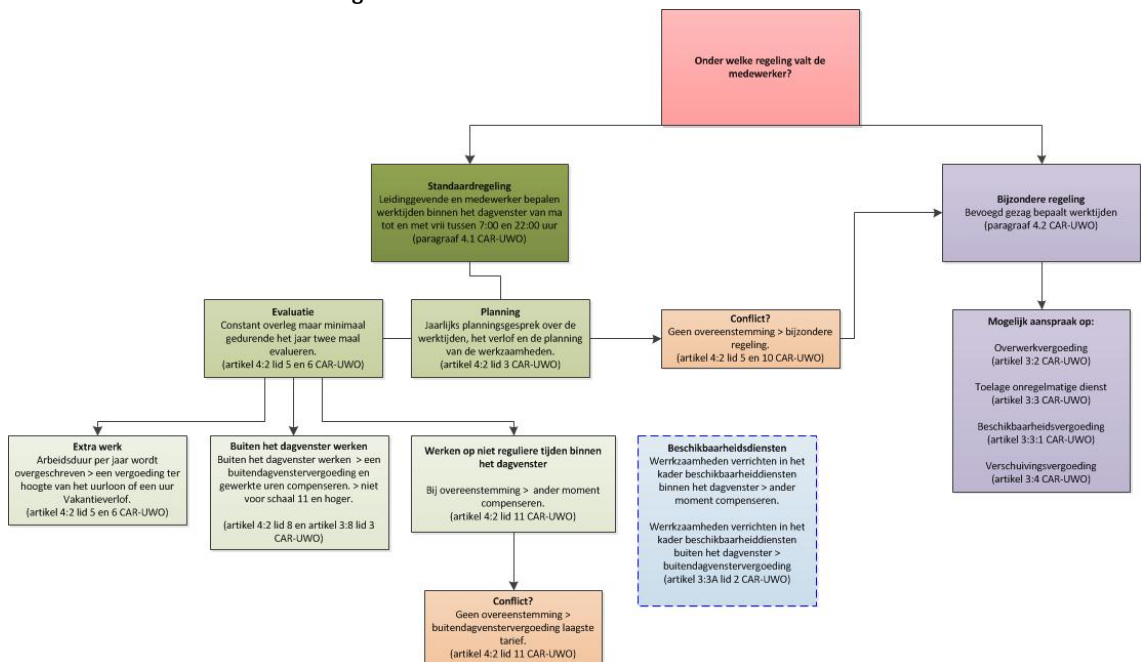 Onder welke regeling valt de
medewerker?
Standaardregeling
Leidinggevende en medewerker bepalen
werktijden binnen het dagvenster van ma
tot en met vrij tussen 7:00 en 22:00 uur
(paragraaf 4.1 CAR-UWO)
Bijzondere regeling
Bevoegd gezag bepaalt werktijden
(paragraaf 4.2 CAR-UWO)
Evaluatie
Constant overleg maar minimaal
gedurende het jaar twee maal
evalueren.
(artikel 4:2 lid 5 en 6 CAR-UWO)
Planning
Jaarlijks planningsgesprek over de
werktijden, het verlof en de planning
van de werkzaamheden.
(artikel 4:2 lid 3 CAR-UWO)
Conflict?
Geen overeenstemming > bijzondere
regeling.
(artikel 4:2 lid 5 en 10 CAR-UWO)
Mogelijk aanspraak op:
Overwerkvergoeding
(artikel 3:2 CAR-UWO)
Toelage onregelmatige dienst
(artikel 3:3 CAR-UWO)
Beschikbaarheidsvergoeding
(artikel 3:3:1 CAR-UWO)
Verschuivingsvergoeding
(artikel 3:4 CAR-UWO)
Extra werk
Arbeidsduur per jaar wordt
overgeschreven > een vergoeding ter
hoogte van het uurloon of een uur
Vakantieverlof.
(artikel 4:2 lid 5 en 6 CAR-UWO)
Buiten het dagvenster werken
Buiten het dagvenster werken > een
buitendagvenstervergoeding en
gewerkte uren compenseren. > niet
voor schaal 11 en hoger.
(artikel 4:2 lid 8 en artikel 3:8 lid 3
CAR-UWO)
Werken op niet reguliere tijden binnen
het dagvenster
Bij overeenstemming > ander moment
compenseren.
(artikel 4:2 lid 11 CAR-UWO)
Beschikbaarheidsdiensten
Werrkzaamheden verrichten in het
kader beschikbaarheiddiensten
binnen het dagvenster > ander
moment compenseren.
Werkzaamheden verrichten in het
kader beschikbaarheiddiensten
buiten het dagvenster >
buitendagvenstervergoeding
(artikel 3:3A lid 2 CAR-UWO)
Conflict?
Geen overeenstemming >
buitendagvenstervergoeding laagste
tarief.
(artikel 4:2 lid 11 CAR-UWO)